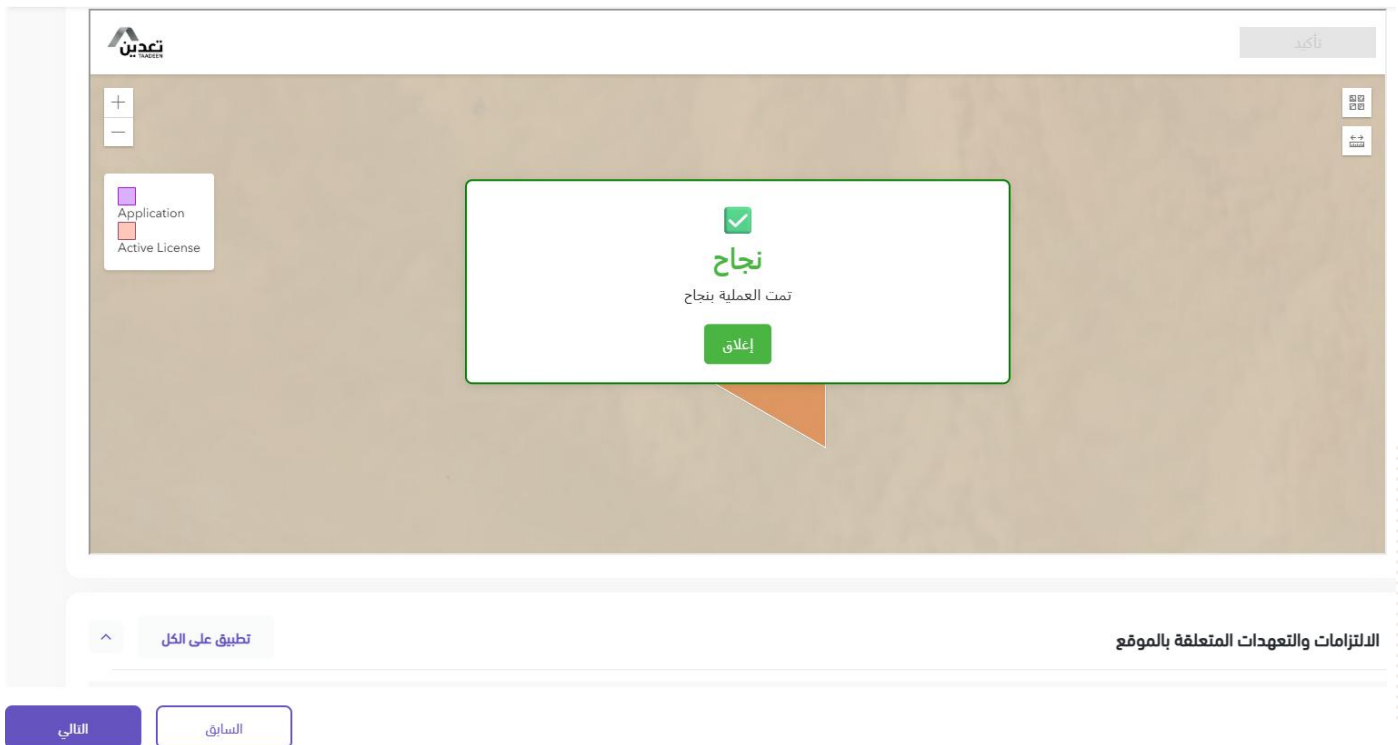 تعدين
TAADEEN
تأكيد
+
−
Application
Active License
نجاح
تمت العملية بنجاح
إغلاق
الالتزامات والتعهدات المتعلقة بالموقع
تطبيق على الكل
السابق
التالي